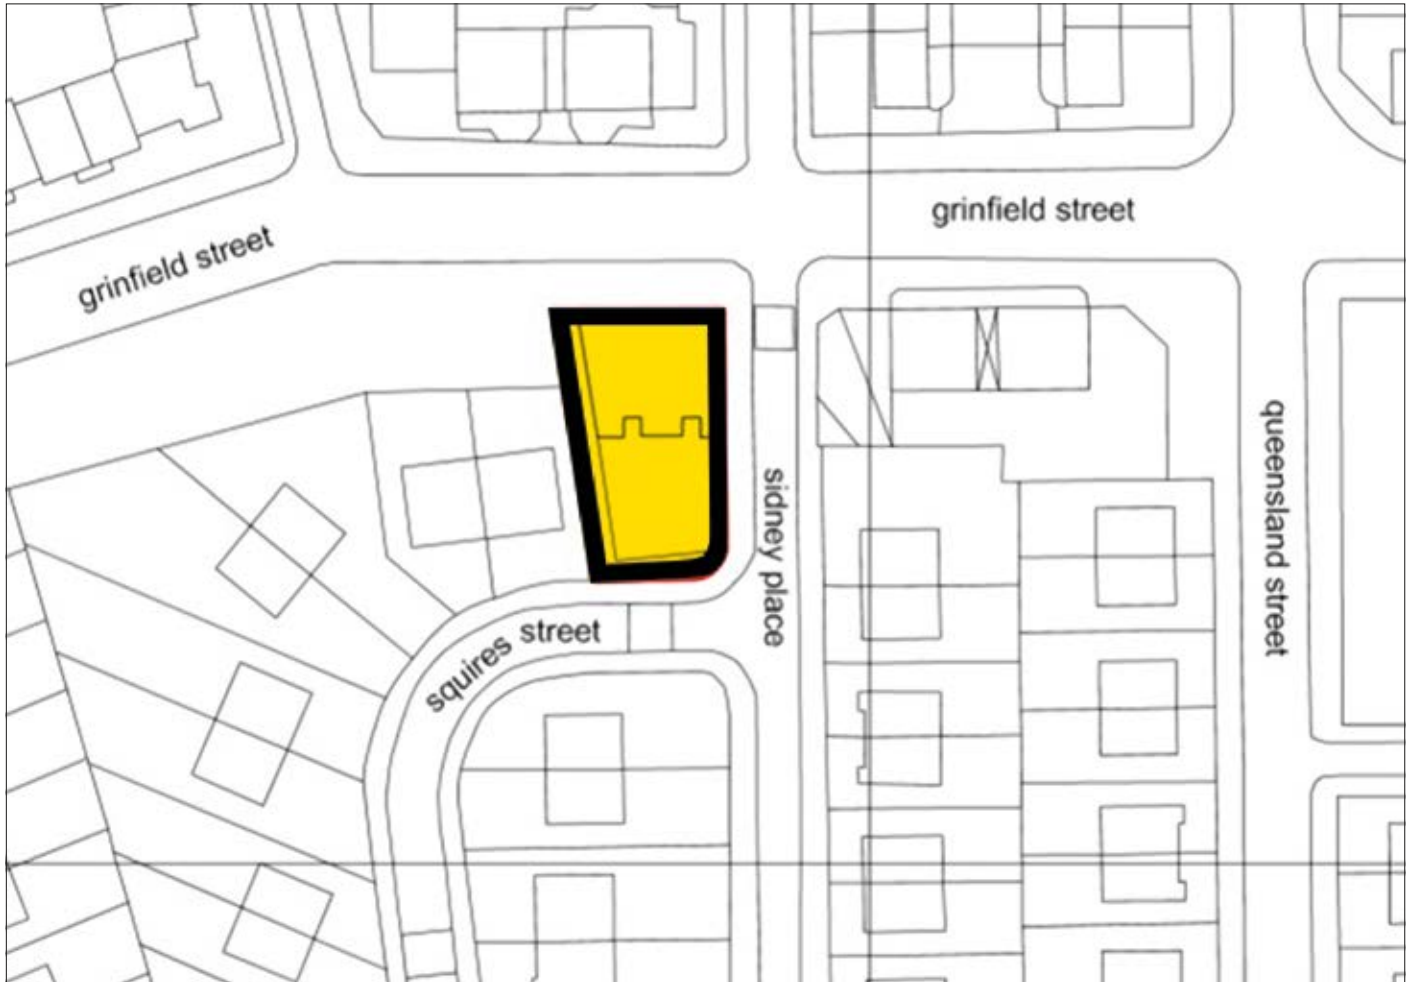 grinfield street
grinfield street
sidney place
queensland street
squires street